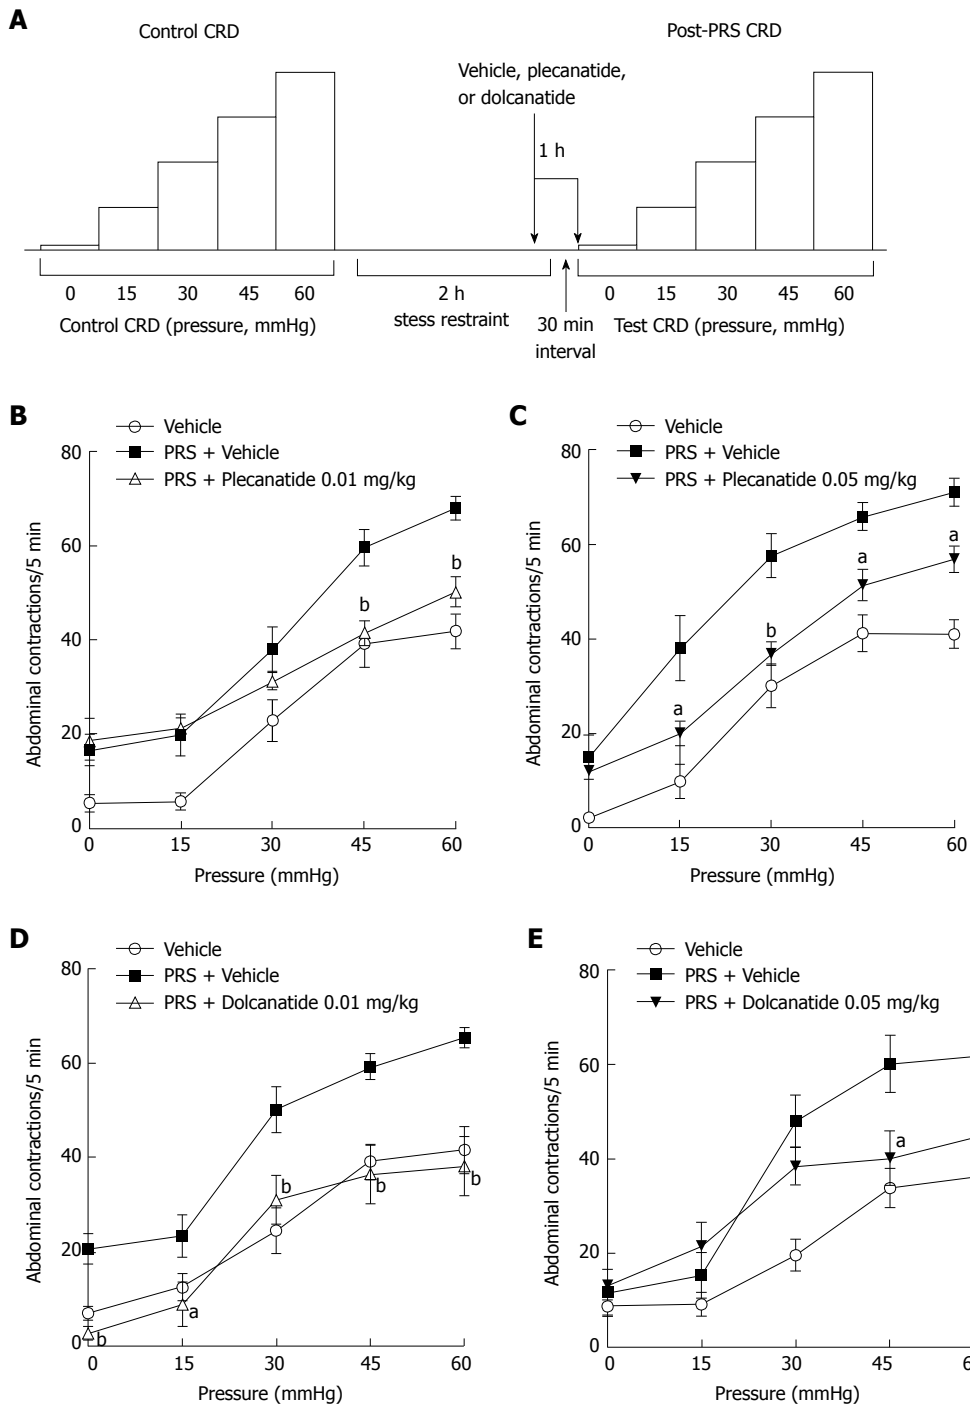 A
Control CRD
Post-PRS CRD
Vehicle, plecanatide,
or dolcanatide
1 h
0 15 30 45 60
Control CRD (pressure, mmHg)
2 h
stess restraint
30 min
interval
0 15 30 45 60
Test CRD (pressure, mmHg)
B
Vehicle
PRS + Vehicle
PRS + Plecanatide 0.01 mg/kg
80
60
40
20
0
Abdominal contractions/5 min
b
b
0 15 30 45 60
Pressure (mmHg)
C
Vehicle
PRS + Vehicle
PRS + Plecanatide 0.05 mg/kg
80
60
40
20
0
Abdominal contractions/5 min
a
b
a
a
0 15 30 45 60
Pressure (mmHg)
D
Vehicle
PRS + Vehicle
PRS + Dolcanatide 0.01 mg/kg
80
60
40
20
0
Abdominal contractions/5 min
b
a
b
b
b
0 15 30 45 60
Pressure (mmHg)
E
Vehicle
PRS + Vehicle
PRS + Dolcanatide 0.05 mg/kg
80
60
40
20
0
Abdominal contractions/5 min
a
0 15 30 45
Pressure (mmHg)